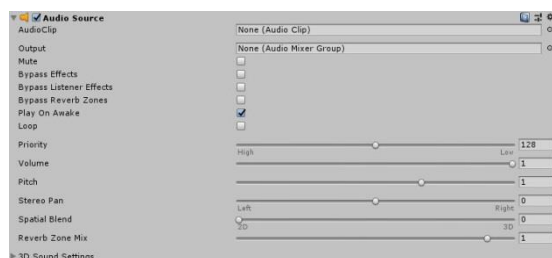 Audio Source
AudioClip None (Audio Clip)
Output None (Audio Mixer Group)
Mute
Bypass Effects
Bypass Listener Effects
Bypass Reverb Zones
Play On Awake
Loop
Priority 128
High Low
Volume 1
Pitch 1
Stereo Pan 0
Left Right
Spatial Blend 0
2D 3D
Reverb Zone Mix 1
3D Sound Settings